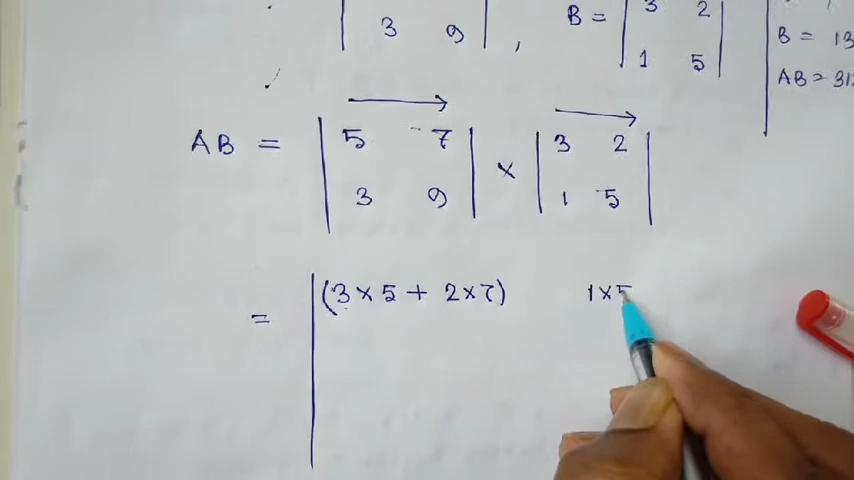 3 2
3 9 , B = 1 5
B = 13
AB = 31
AB = 5 7 × 3 2
3 9 1 5
= (3 × 5 + 2 × 7) 1 × 5